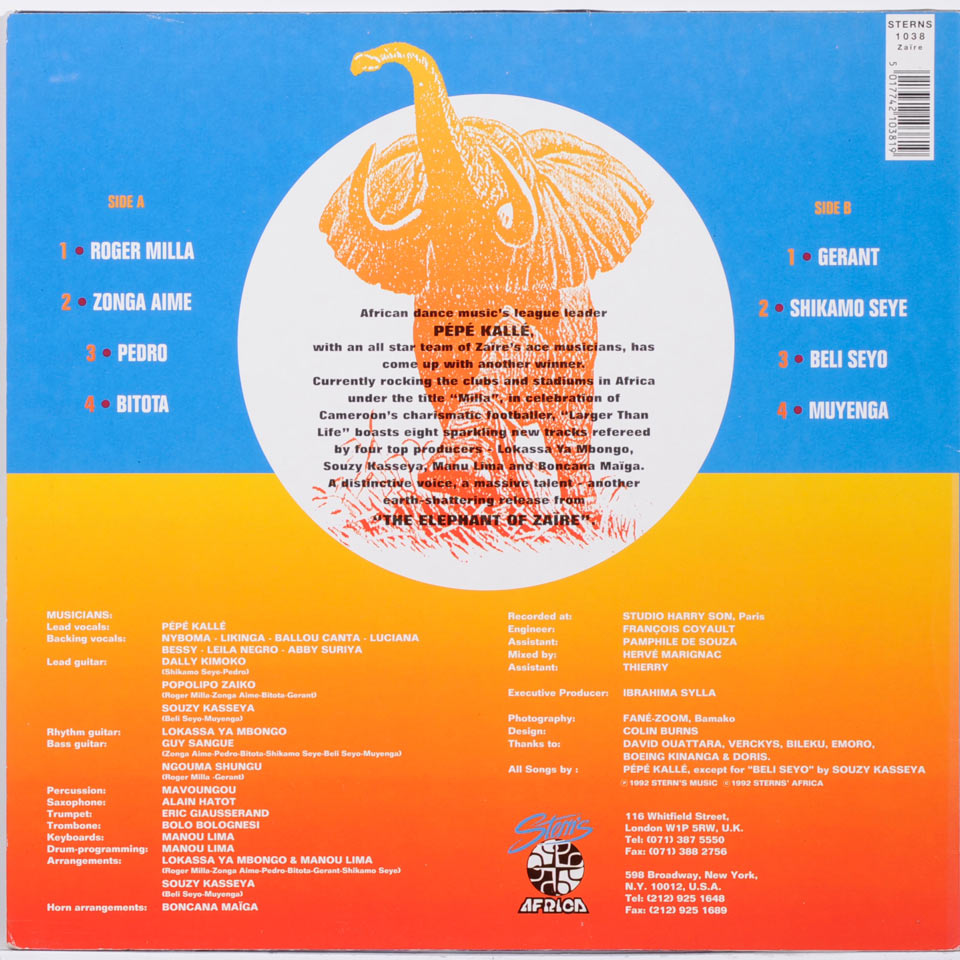 STERNS
1038
Zaïre
5 017742 103819
SIDE A
1 • ROGER MILLA
2 • ZONGA AIME
3 • PEDRO
4 • BITOTA
SIDE B
1 • GERANT
2 • SHIKAMO SEYE
3 • BELI SEYO
4 • MUYENGA
African dance music's league leader
PÉPÉ KALLÉ,
with an all star team of Zaïre's ace musicians, has
come up with another winner.
Currently rocking the clubs and stadiums in Africa
under the title "Milla", in celebration of
Cameroon's charismatic footballer, "Larger Than
Life" boasts eight sparkling new tracks refereed
by four top producers - Lokassa Ya Mbongo,
Souzy Kasseya, Manu Lima and Boncana Maïga.
A distinctive voice, a massive talent - another
earth-shattering release from
"THE ELEPHANT OF ZAÏRE".
MUSICIANS:
Lead vocals: PÉPÉ KALLÉ
Backing vocals: NYBOMA - LIKINGA - BALLOU CANTA - LUCIANA
BESSY - LEILA NEGRO - ABBY SURIYA
Lead guitar: DALLY KIMOKO
(Shikamo Seye-Pedro)
POPOLIPO ZAIKO
(Roger Milla-Zonga Aime-Bitota-Gerant)
SOUZY KASSEYA
(Beli Seyo-Muyenga)
Rhythm guitar: LOKASSA YA MBONGO
Bass guitar: GUY SANGUE
(Zonga Aime-Pedro-Bitota-Shikamo Seye-Beli Seyo-Muyenga)
NGOUMA SHUNGU
(Roger Milla -Gerant)
Percussion: MAVOUNGOU
Saxophone: ALAIN HATOT
Trumpet: ERIC GIAUSSERAND
Trombone: BOLO BOLOGNESI
Keyboards: MANOU LIMA
Drum-programming: MANOU LIMA
Arrangements: LOKASSA YA MBONGO & MANOU LIMA
(Roger Milla-Zonga Aime-Pedro-Bitota-Gerant-Shikamo Seye)
SOUZY KASSEYA
(Beli Seyo-Muyenga)
Horn arrangements: BONCANA MAÏGA
Recorded at: STUDIO HARRY SON, Paris
Engineer: FRANÇOIS COYAULT
Assistant: PAMPHILE DE SOUZA
Mixed by: HERVÉ MARIGNAC
Assistant: THIERRY
Executive Producer: IBRAHIMA SYLLA
Photography: FANÉ-ZOOM, Bamako
Design: COLIN BURNS
Thanks to: DAVID OUATTARA, VERCKYS, BILEKU, EMORO,
BOEING KINANGA & DORIS.
All Songs by : PÉPÉ KALLÉ, except for "BELI SEYO" by SOUZY KASSEYA
℗ 1992 STERN'S MUSIC © 1992 STERNS' AFRICA
Stern's
AFRICA
116 Whitfield Street,
London W1P 5RW, U.K.
Tel: (071) 387 5550
Fax: (071) 388 2756
598 Broadway, New York,
N.Y. 10012, U.S.A.
Tel: (212) 925 1648
Fax: (212) 925 1689